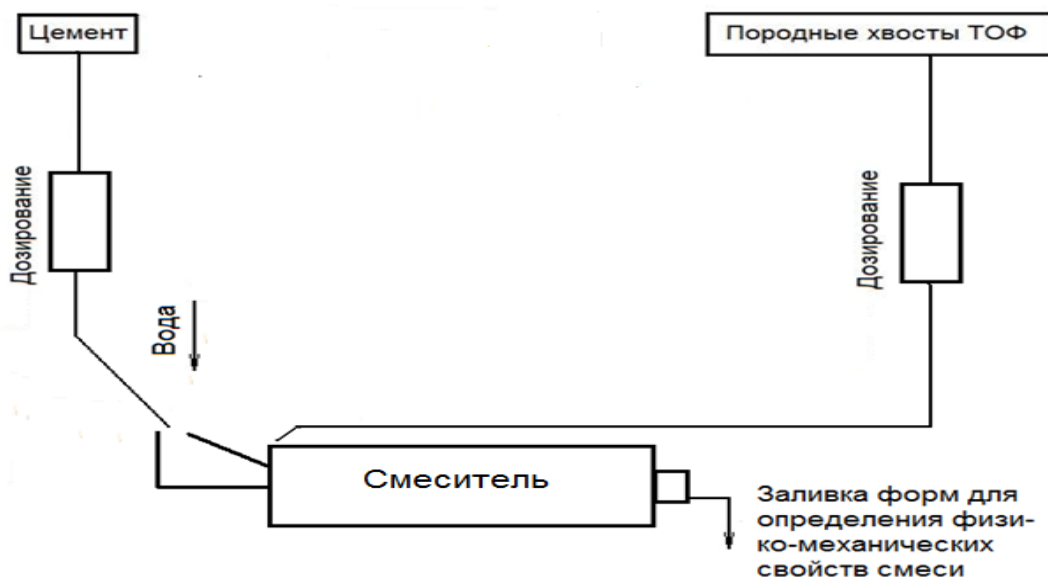 Цемент
Породные хвосты ТОФ
Дозирование
Дозирование
Вода
Смеситель
Заливка форм для
определения физи-
ко-механических
свойств смеси